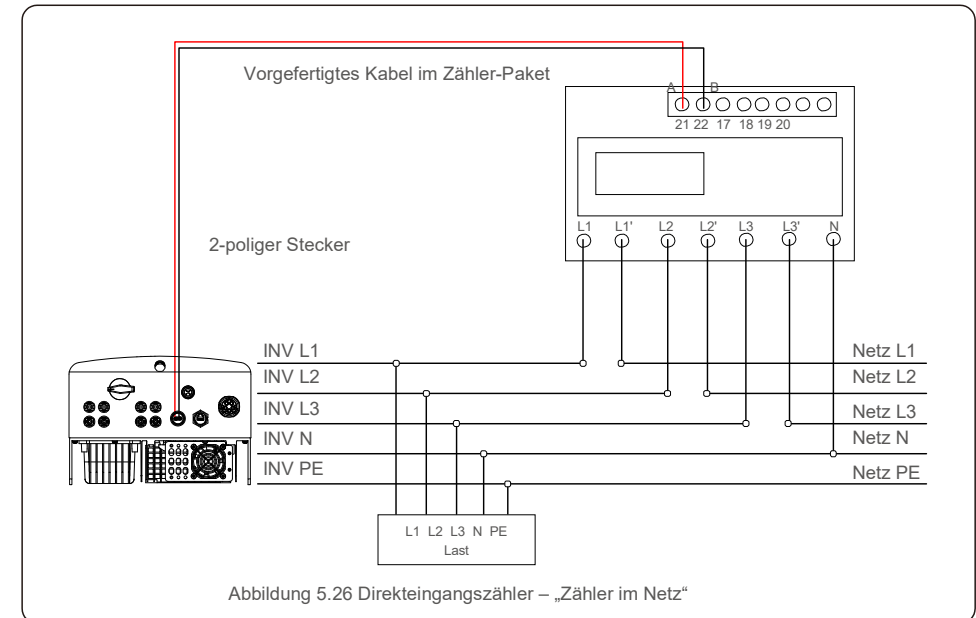 Vorgefertigtes Kabel im Zähler-Paket
A B
21 22 17 18 19 20
L1 L1' L2 L2' L3 L3' N
2-poliger Stecker
INV L1 Netz L1
INV L2 Netz L2
INV L3 Netz L3
INV N Netz N
INV PE Netz PE
L1 L2 L3 N PE
Last
Abbildung 5.26 Direkteingangszähler – „Zähler im Netz“